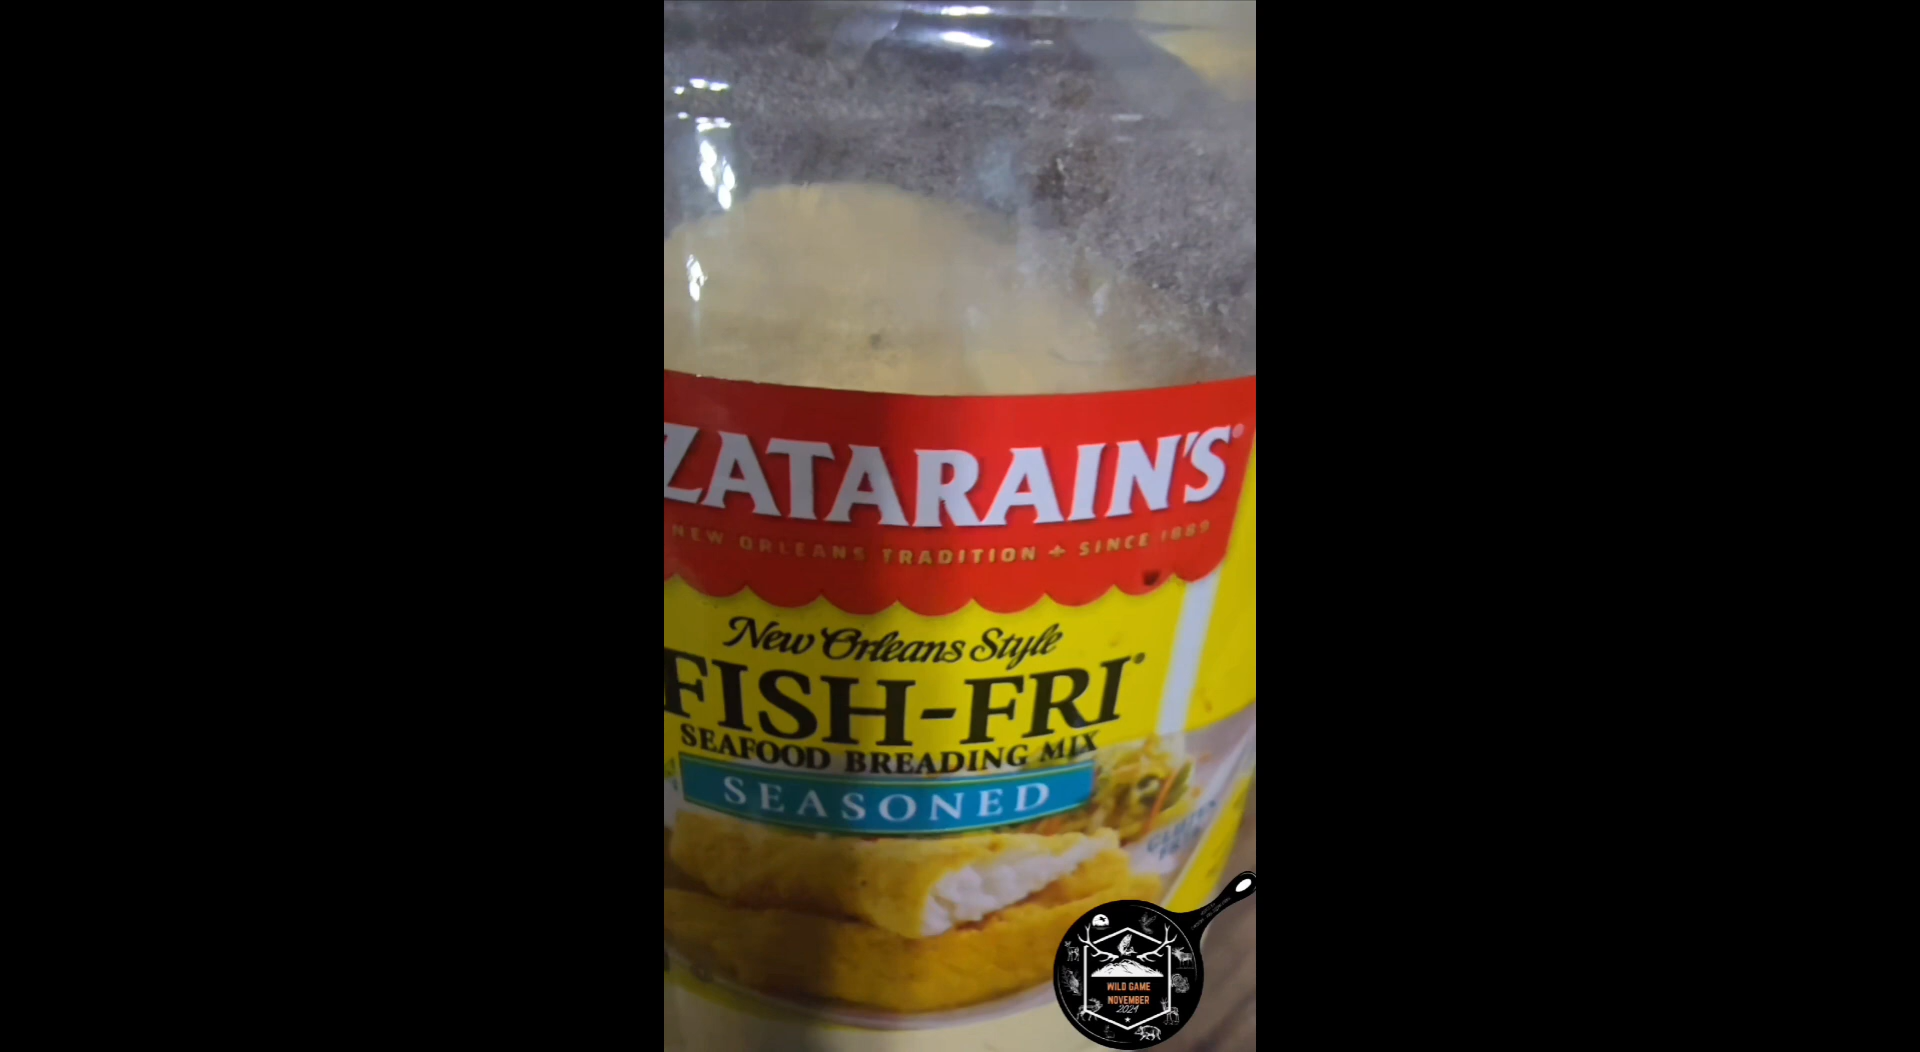 ZATARAIN'S®
NEW ORLEANS TRADITION + SINCE 1889
New Orleans Style
FISH-FRI®
SEAFOOD BREADING MIX
SEASONED
WILD GAME
NOVEMBER
2024